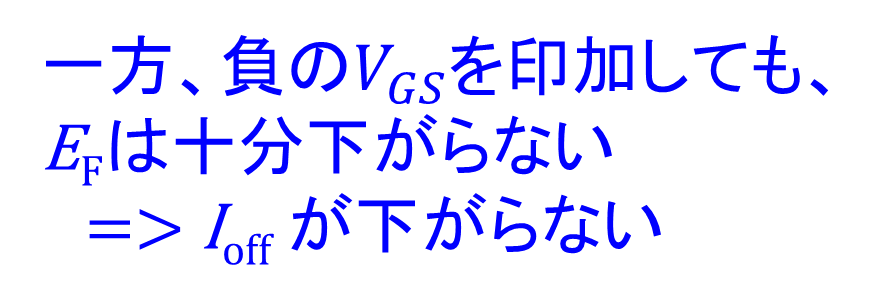 一方、負のV_GSを印加しても、
E_Fは十分下がらない
=> I_off が下がらない